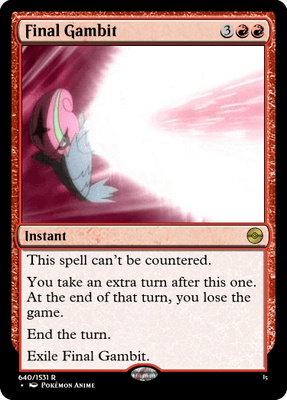 Final Gambit 3
Instant
This spell can't be countered.
You take an extra turn after this one.
At the end of that turn, you lose the
game.
End the turn.
Exile Final Gambit.
640/1531 R
Is
• Pokémon Anime